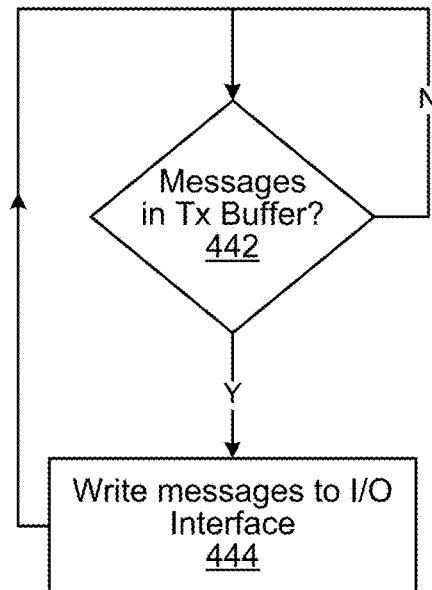 N
Messages
in Tx Buffer?
442
Y
Write messages to I/O
Interface
444